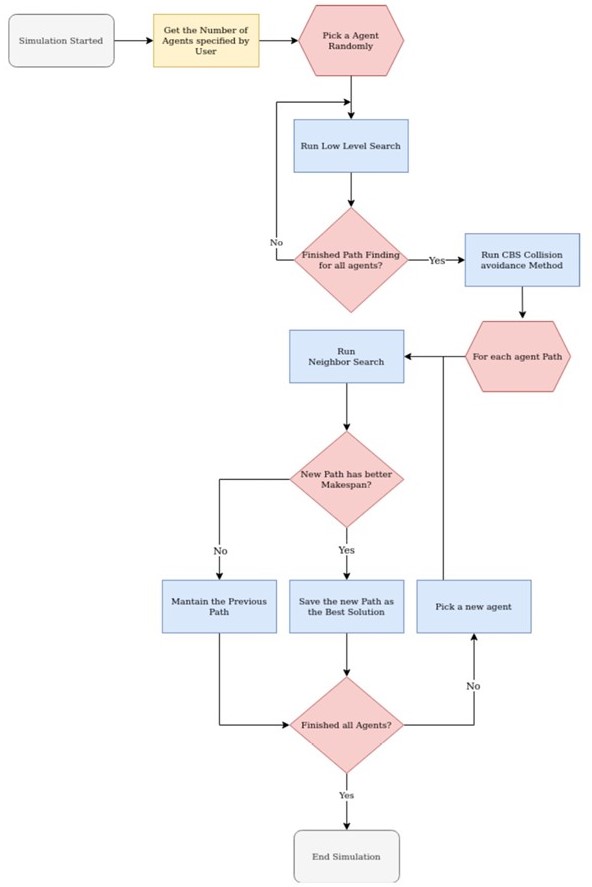 Simulation Started
Get the Number of
Agents specified by
User
Pick a Agent
Randomly
Run Low Level Search
No
Finished Path Finding
for all agents?
Yes
Run CBS Collision
avoidance Method
For each agent Path
Run
Neighbor Search
New Path has better
Makespan?
No
Yes
Mantain the Previous
Path
Save the new Path as
the Best Solution
Pick a new agent
No
Finished all Agents?
Yes
End Simulation